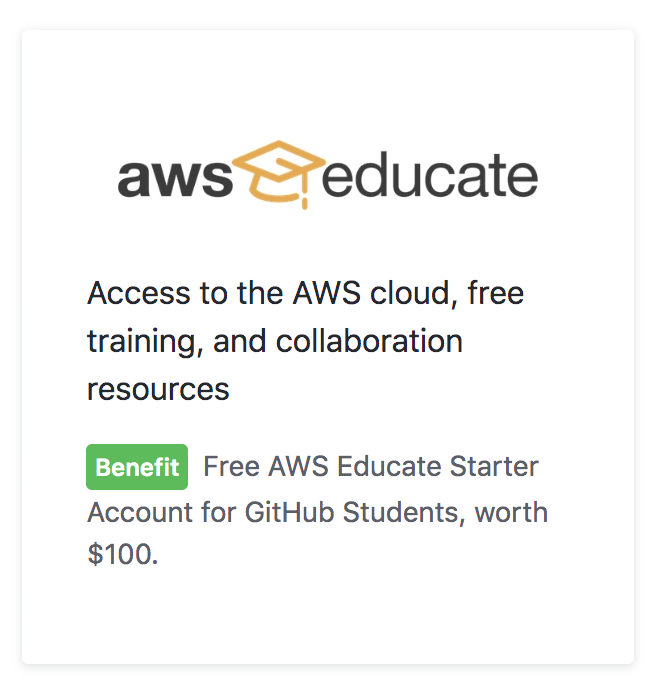 aws educate
Access to the AWS cloud, free
training, and collaboration
resources
Benefit Free AWS Educate Starter
Account for GitHub Students, worth
$100.